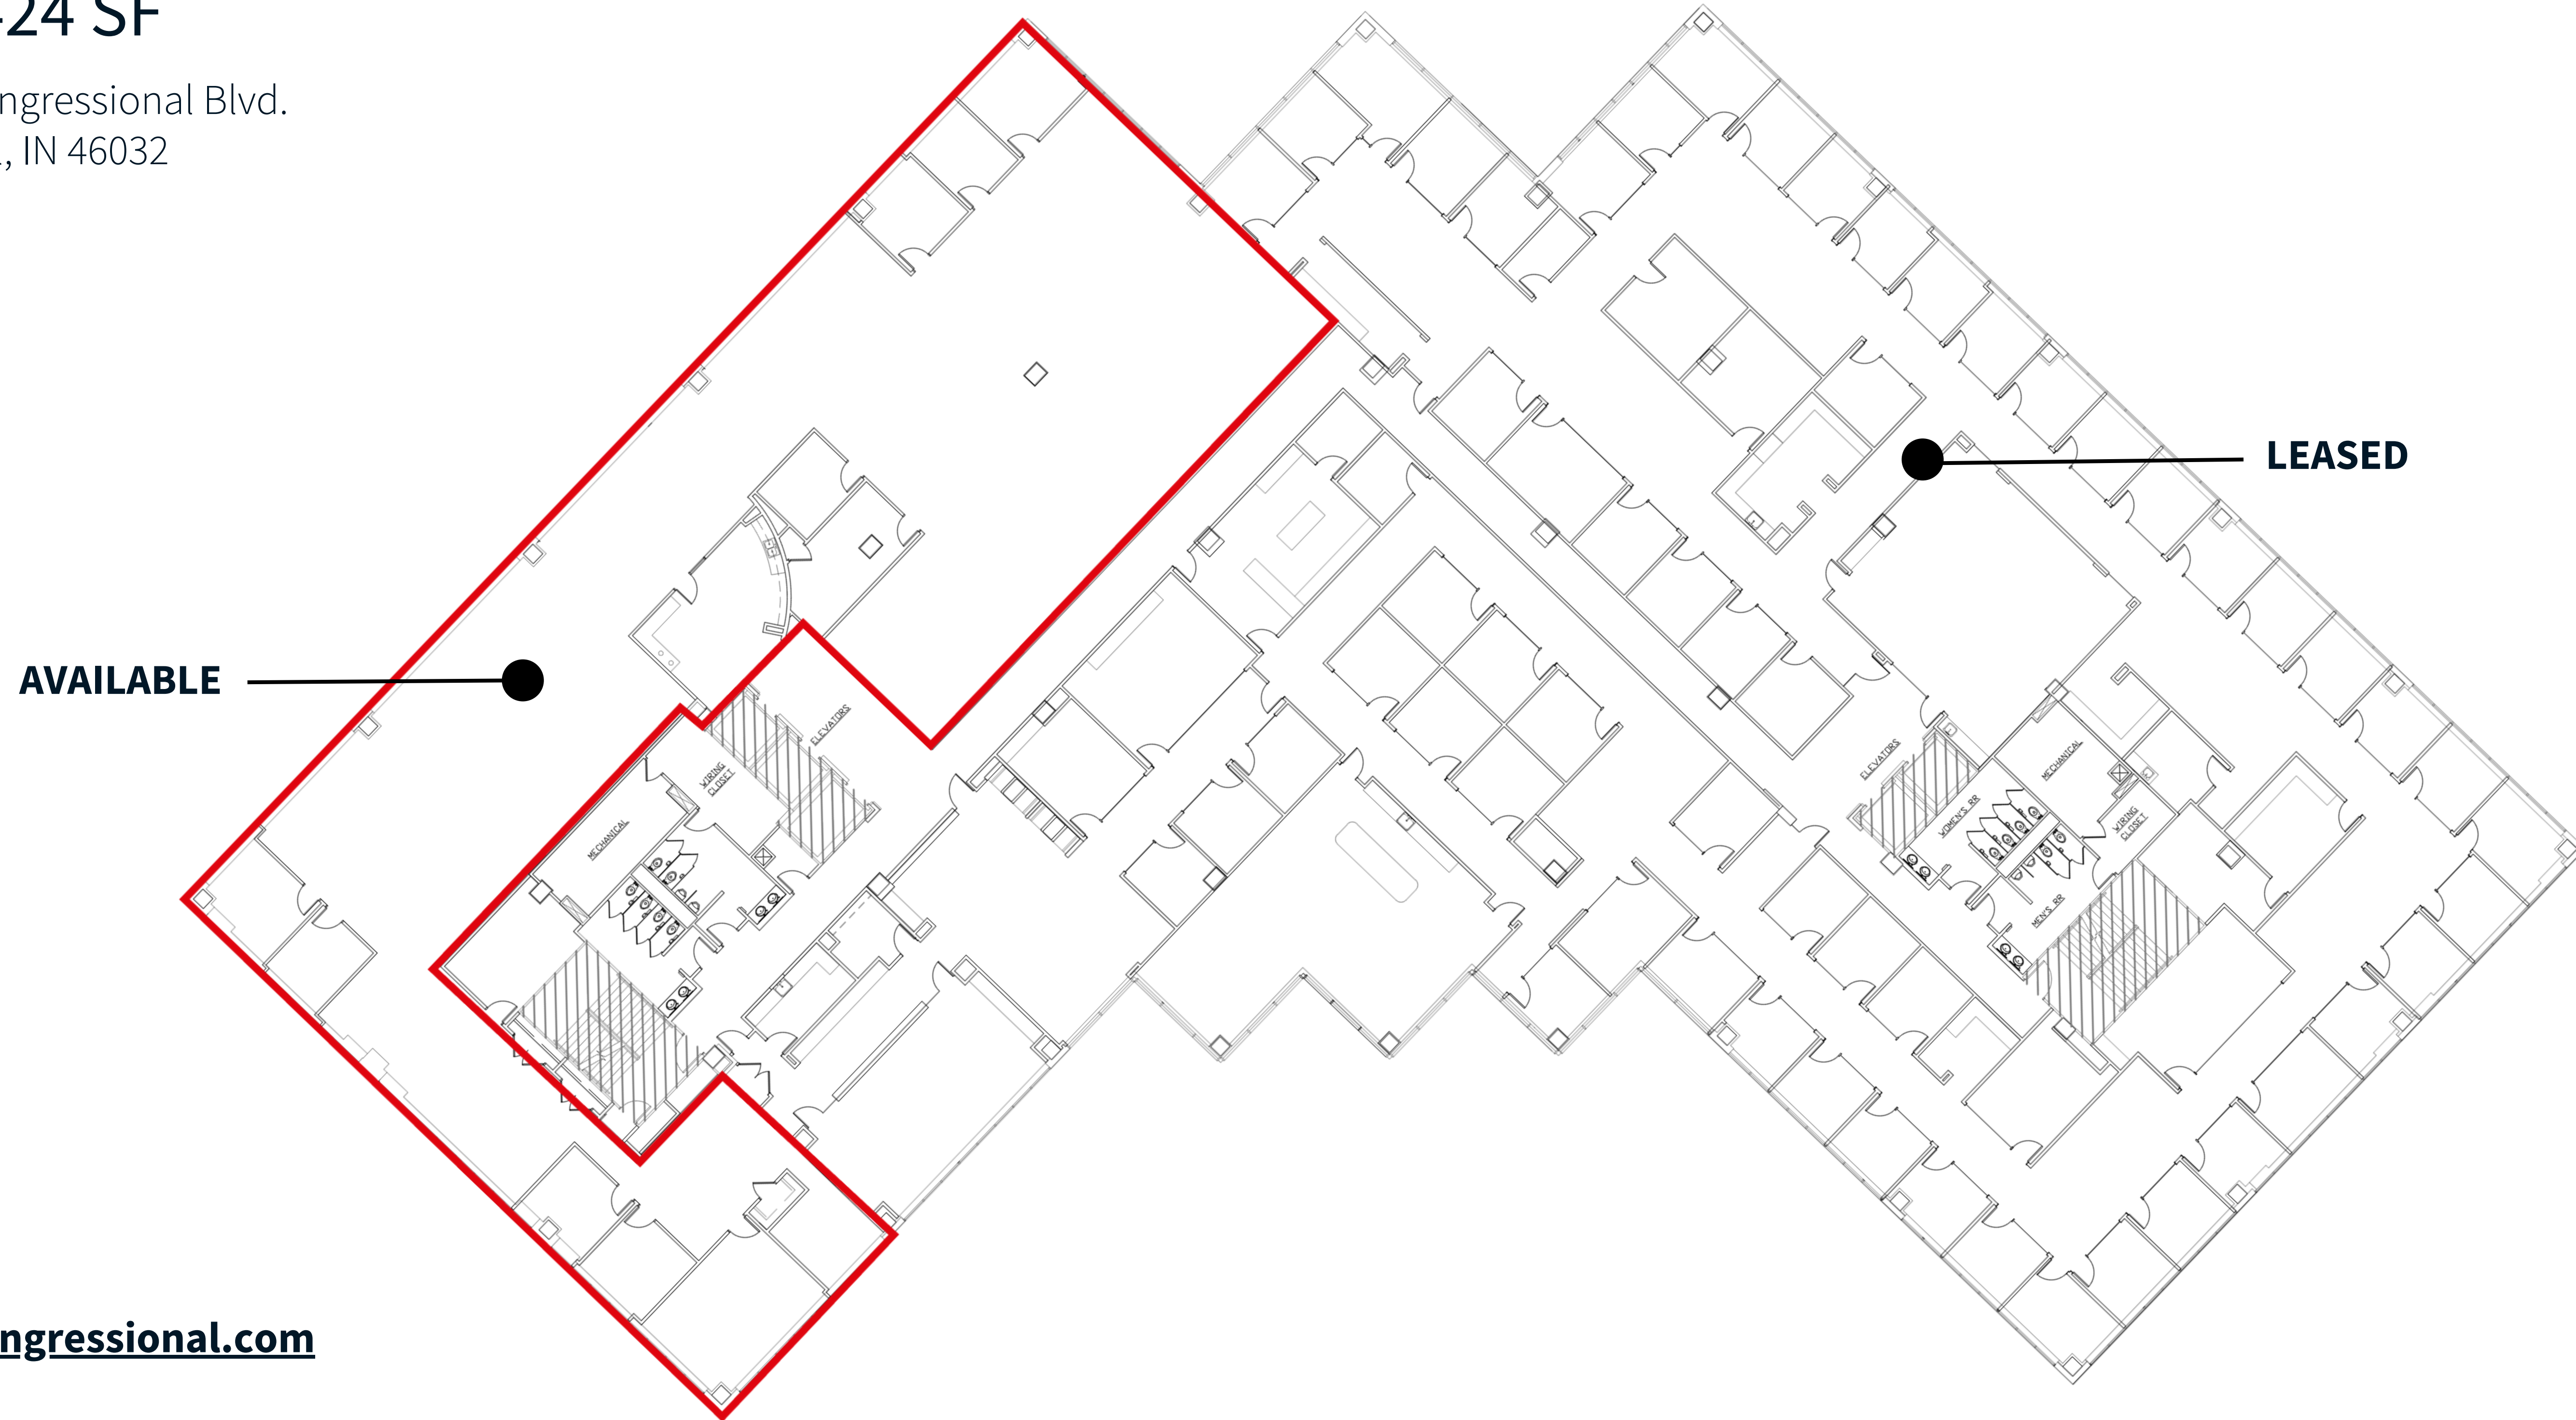 -24 SF
ngressional Blvd.
, IN 46032
LEASED
AVAILABLE
ELEVATORS
WIRING
CLOSET
MECHANICAL
ELEVATORS
MECHANICAL
WOMEN'S RR
WIRING
CLOSET
MEN'S RR
ngressional.com